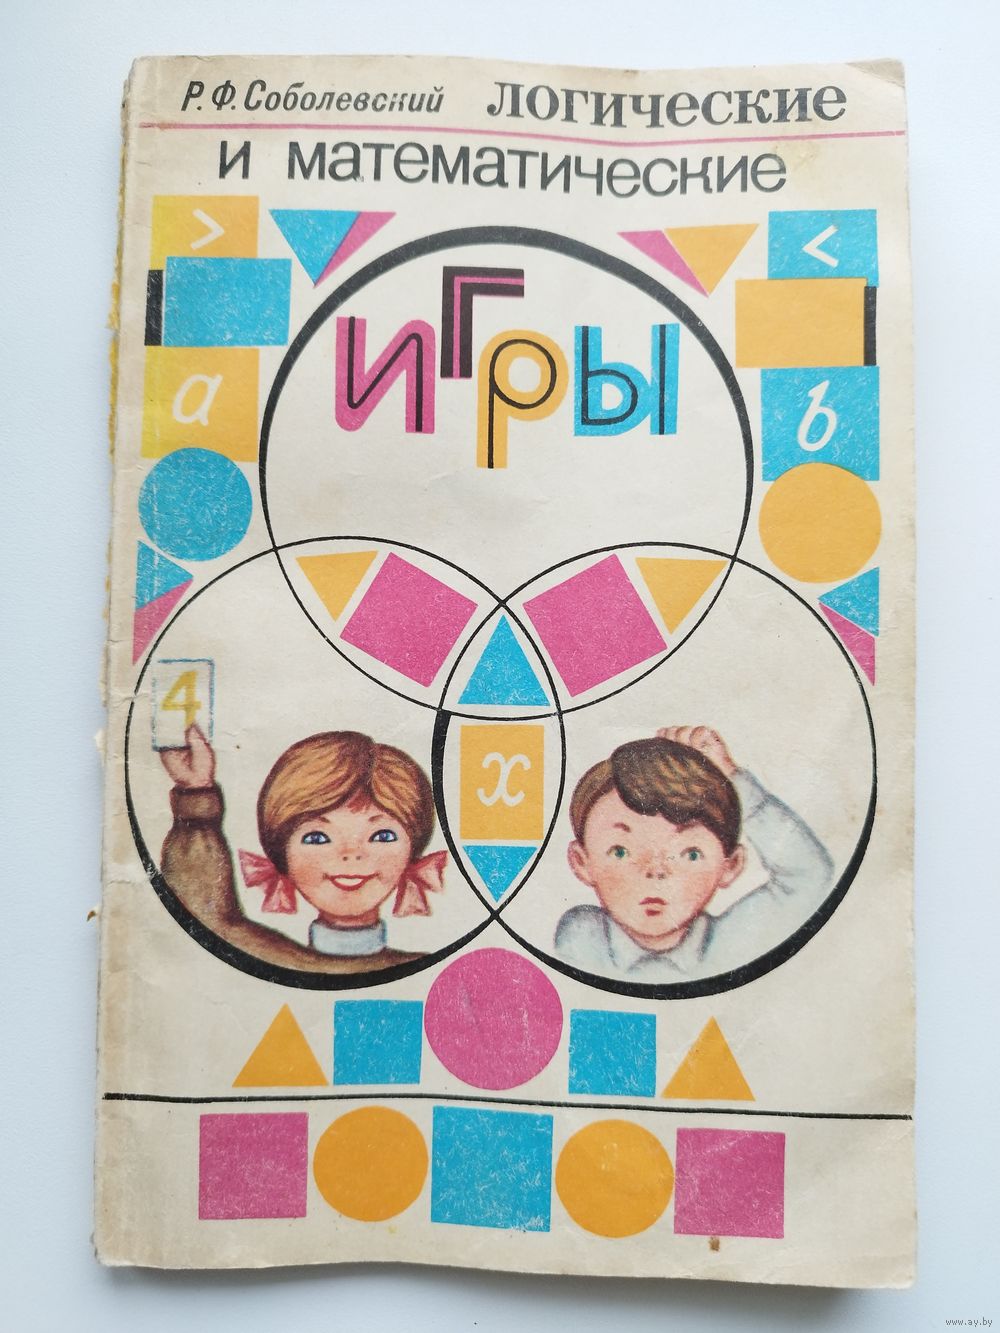 Р. Ф. Соболевский логические
и математические
игры
> <
а b
4
x
www.ay.by